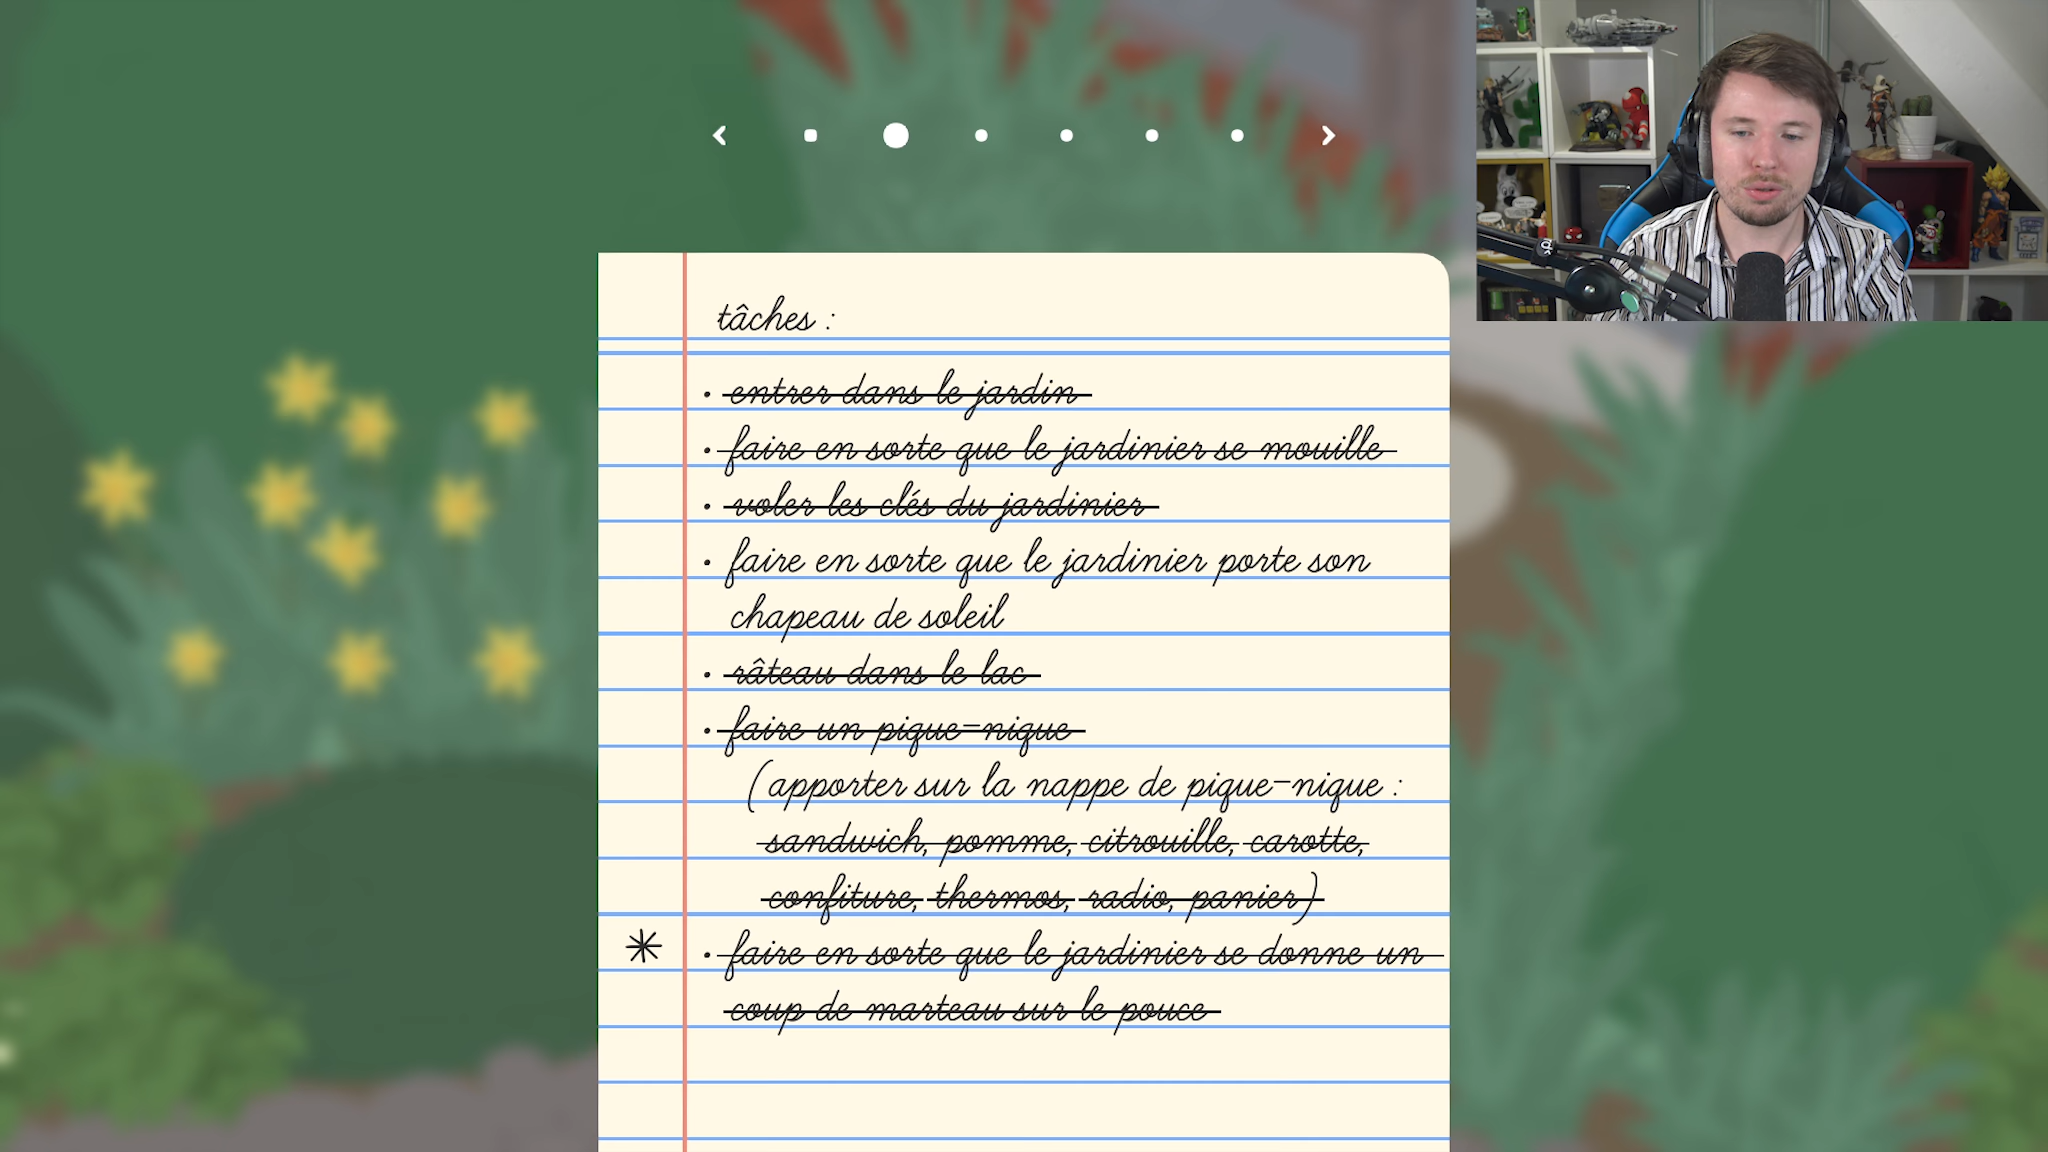 tâches :
• entrer dans le jardin
• faire en sorte que le jardinier se mouille
• voler les clés du jardinier
• faire en sorte que le jardinier porte son
chapeau de soleil
• râteau dans le lac
• faire un pique-nique
(apporter sur la nappe de pique-nique :
sandwich, pomme, citrouille, carotte,
confiture, thermos, radio, panier)
* • faire en sorte que le jardinier se donne un
coup de marteau sur le pouce